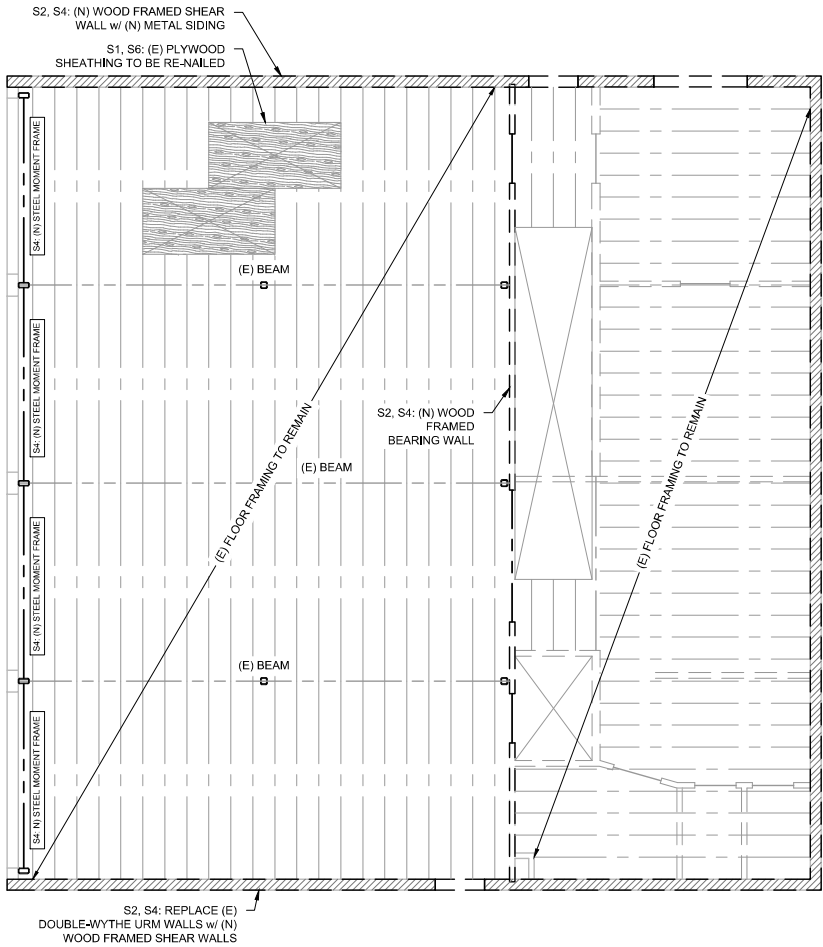 S2, S4: (N) WOOD FRAMED SHEAR
WALL w/ (N) METAL SIDING
S1, S6: (E) PLYWOOD
SHEATHING TO BE RE-NAILED
S4: (N) STEEL MOMENT FRAME
(E) BEAM
S4: (N) STEEL MOMENT FRAME
S2, S4: (N) WOOD
FRAMED
BEARING WALL
(E) FLOOR FRAMING TO REMAIN
(E) BEAM
(E) FLOOR FRAMING TO REMAIN
S4: (N) STEEL MOMENT FRAME
(E) BEAM
S4: N) STEEL MOMENT FRAME
S2, S4: REPLACE (E)
DOUBLE-WYTHE URM WALLS w/ (N)
WOOD FRAMED SHEAR WALLS